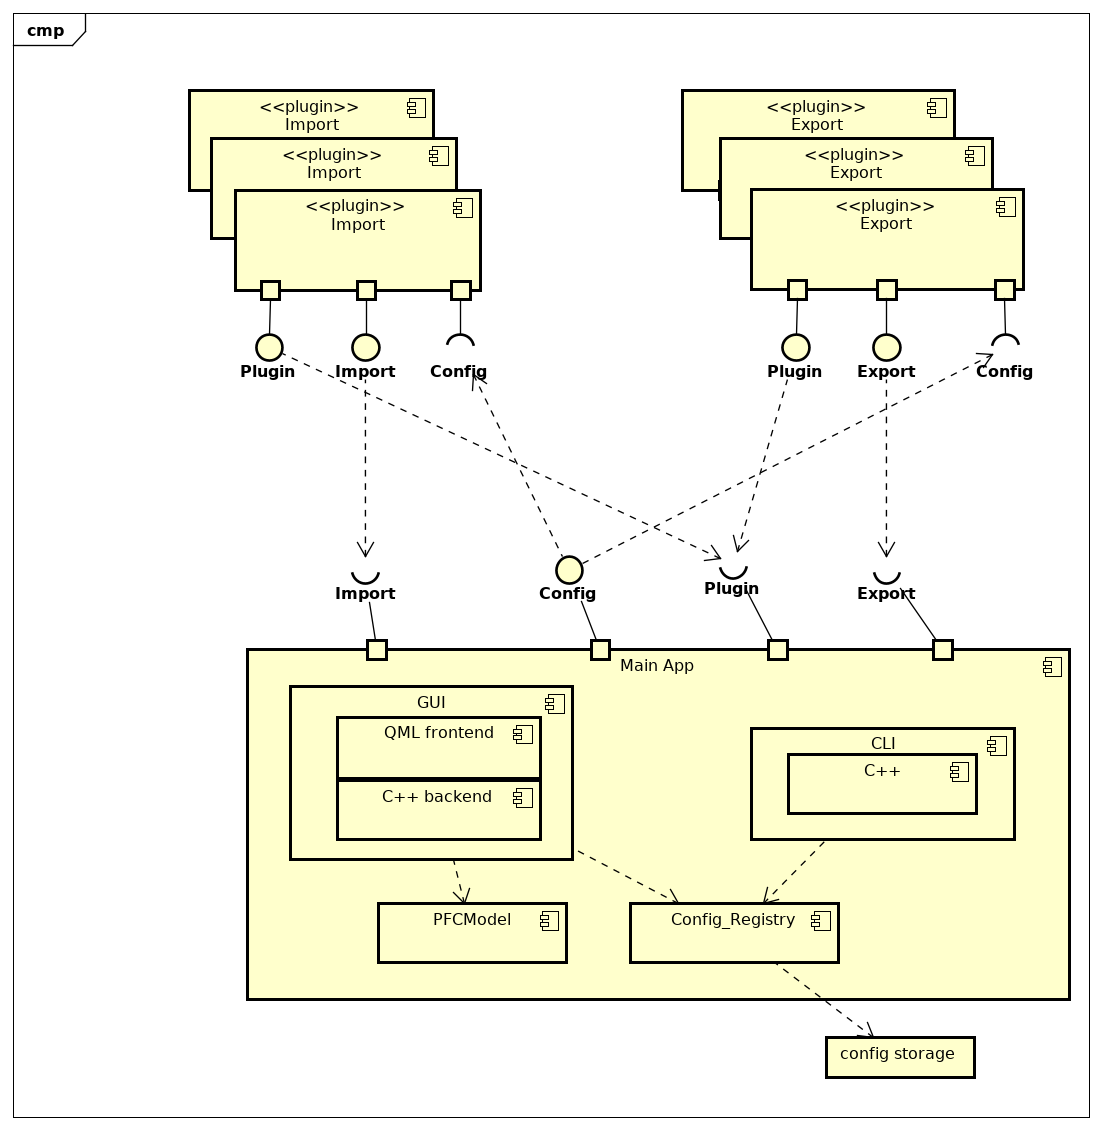 cmp
<<plugin>>
Import
<<plugin>>
Import
<<plugin>>
Import
<<plugin>>
Export
<<plugin>>
Export
<<plugin>>
Export
Plugin
Import
Config
Plugin
Export
Config
Import
Config
Plugin
Export
Main App
GUI
QML frontend
C++ backend
CLI
C++
PFCModel
Config_Registry
config storage